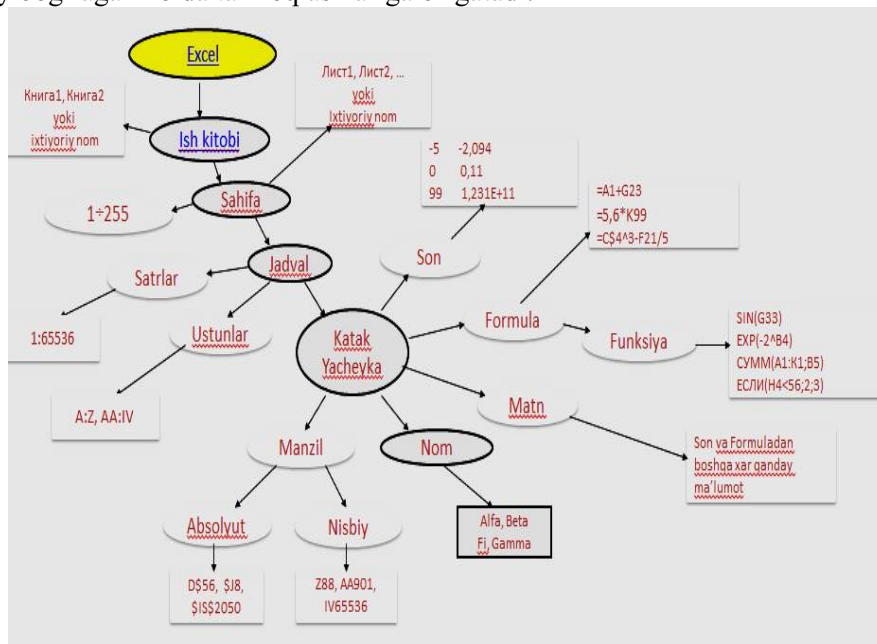 Excel
Лист1, Лист2, ...
yoki
Ixtiyoriy nom
Книга1, Книга2
yoki
ixtiyoriy nom
Ish kitobi
-5 -2,094
0 0,11
99 1,231E+11
Sahifa
=A1+G23
=5,6*K99
=C$4^3-F21/5
1÷255
Jadval
Son
Satrlar
Formula
SIN(G33)
EXP(-2^B4)
СУММ(A1:K1;B5)
ЕСЛИ(H4<56;2;3)
1:65536
Ustunlar
Katak
Yacheyka
Funksiya
Matn
A:Z, AA:IV
Manzil
Nom
Son va Formuladan
boshqa xar qanday
ma'lumot
Absolyut
Nisbiy
Alfa, Beta
Fi, Gamma
D$56, $J8,
$IS$2050
Z88, AA901,
IV65536